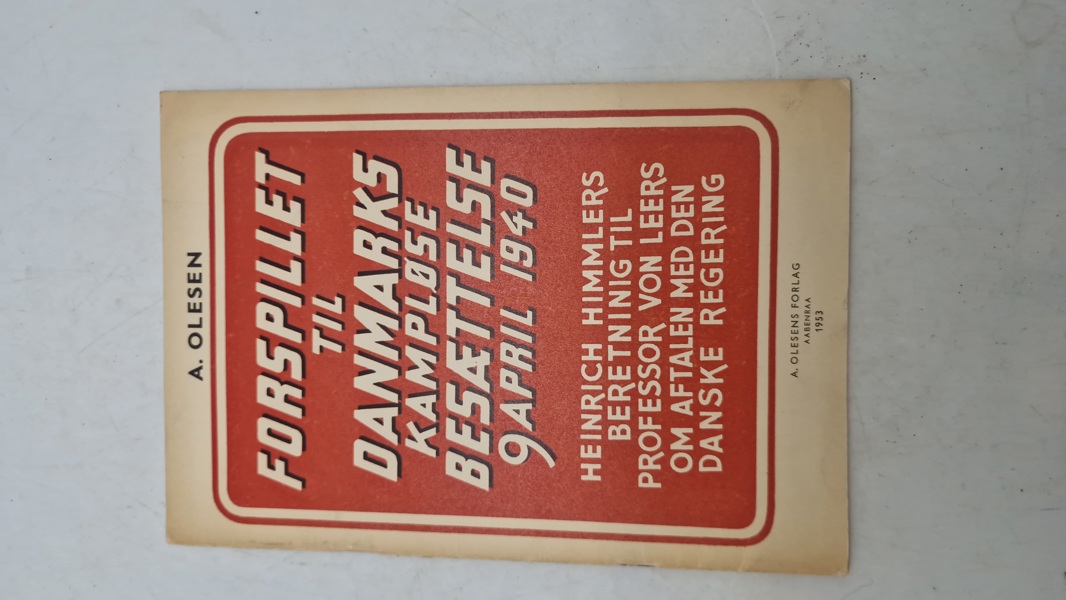 A. OLESEN
FORSPILLET
TIL
DANMARKS
KAMPLØSE
BESÆTTELSE
9 APRIL 1940
HEINRICH HIMMLERS
BERETNINIG TIL
PROFESSOR VON LEERS
OM AFTALEN MED DEN
DANSKE REGERING
A. OLESENS FORLAG
AABENRAA
1953